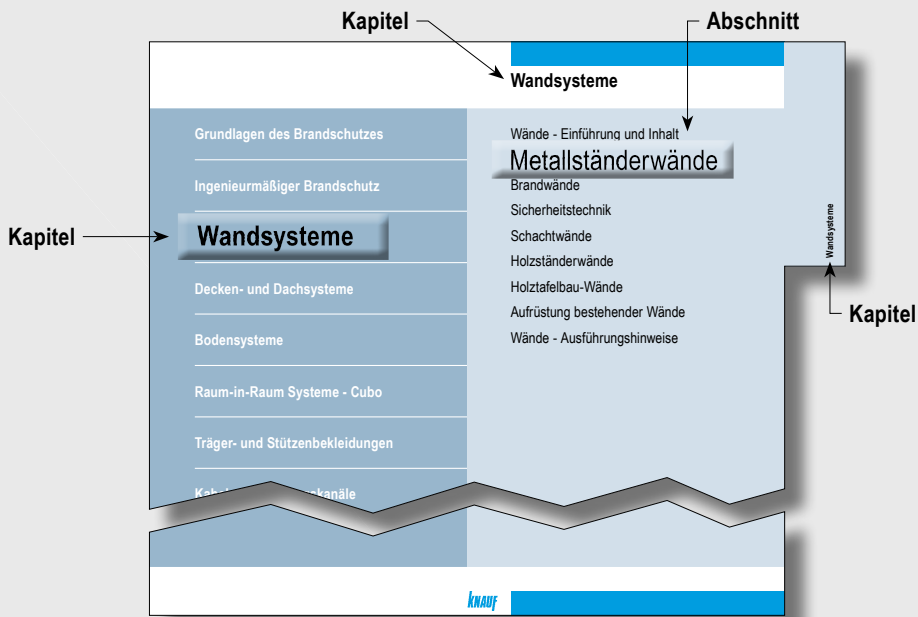 Kapitel
Abschnitt
Wandsysteme
Grundlagen des Brandschutzes
Ingenieurmäßiger Brandschutz
Kapitel
Wandsysteme
Decken- und Dachsysteme
Bodensysteme
Raum-in-Raum Systeme - Cubo
Träger- und Stützenbekleidungen
Wände - Einführung und Inhalt
Metallständerwände
Brandwände
Sicherheitstechnik
Schachtwände
Holzständerwände
Holztafelbau-Wände
Aufrüstung bestehender Wände
Wände - Ausführungshinweise
Wandsysteme
Kapitel
KNAUF